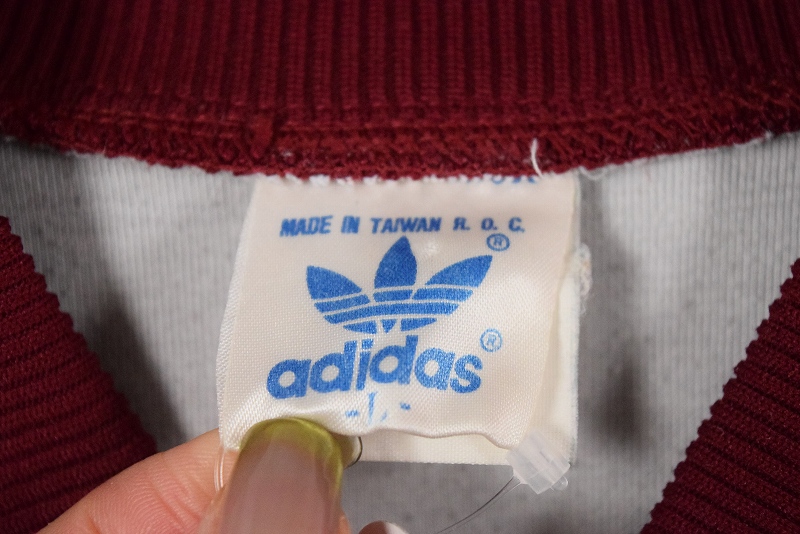 MADE IN TAIWAN R. O. C.
®
adidas®
-L-